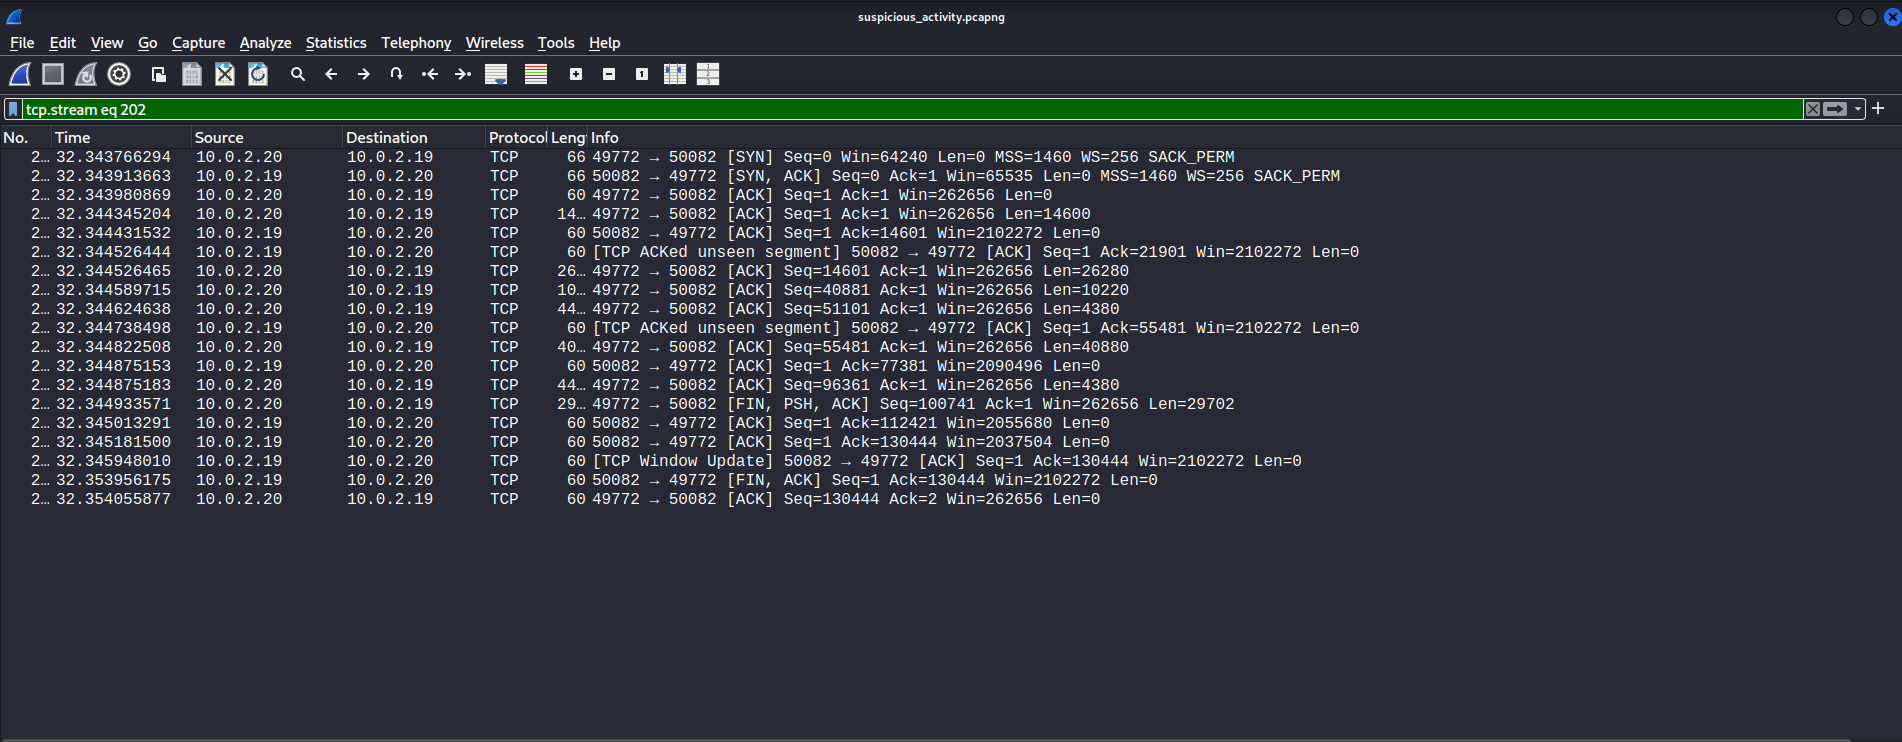 suspicious_activity.pcapng
File Edit View Go Capture Analyze Statistics Telephony Wireless Tools Help
tcp.stream eq 202
No. Time Source Destination Protocol Leng Info
2… 32.343766294 10.0.2.20 10.0.2.19 TCP 66 49772 → 50082 [SYN] Seq=0 Win=64240 Len=0 MSS=1460 WS=256 SACK_PERM
2… 32.343913663 10.0.2.19 10.0.2.20 TCP 66 50082 → 49772 [SYN, ACK] Seq=0 Ack=1 Win=65535 Len=0 MSS=1460 WS=256 SACK_PERM
2… 32.343980869 10.0.2.20 10.0.2.19 TCP 60 49772 → 50082 [ACK] Seq=1 Ack=1 Win=262656 Len=0
2… 32.344345204 10.0.2.20 10.0.2.19 TCP 14… 49772 → 50082 [ACK] Seq=1 Ack=1 Win=262656 Len=14600
2… 32.344431532 10.0.2.19 10.0.2.20 TCP 60 50082 → 49772 [ACK] Seq=1 Ack=14601 Win=2102272 Len=0
2… 32.344526444 10.0.2.19 10.0.2.20 TCP 60 [TCP ACKed unseen segment] 50082 → 49772 [ACK] Seq=1 Ack=21901 Win=2102272 Len=0
2… 32.344526465 10.0.2.20 10.0.2.19 TCP 26… 49772 → 50082 [ACK] Seq=14601 Ack=1 Win=262656 Len=26280
2… 32.344589715 10.0.2.20 10.0.2.19 TCP 10… 49772 → 50082 [ACK] Seq=40881 Ack=1 Win=262656 Len=10220
2… 32.344624638 10.0.2.20 10.0.2.19 TCP 44… 49772 → 50082 [ACK] Seq=51101 Ack=1 Win=262656 Len=4380
2… 32.344738498 10.0.2.19 10.0.2.20 TCP 60 [TCP ACKed unseen segment] 50082 → 49772 [ACK] Seq=1 Ack=55481 Win=2102272 Len=0
2… 32.344822508 10.0.2.20 10.0.2.19 TCP 40… 49772 → 50082 [ACK] Seq=55481 Ack=1 Win=262656 Len=40880
2… 32.344875153 10.0.2.19 10.0.2.20 TCP 60 50082 → 49772 [ACK] Seq=1 Ack=77381 Win=2090496 Len=0
2… 32.344875183 10.0.2.20 10.0.2.19 TCP 44… 49772 → 50082 [ACK] Seq=96361 Ack=1 Win=262656 Len=4380
2… 32.344933571 10.0.2.20 10.0.2.19 TCP 29… 49772 → 50082 [FIN, PSH, ACK] Seq=100741 Ack=1 Win=262656 Len=29702
2… 32.345013291 10.0.2.19 10.0.2.20 TCP 60 50082 → 49772 [ACK] Seq=1 Ack=112421 Win=2055680 Len=0
2… 32.345181500 10.0.2.19 10.0.2.20 TCP 60 50082 → 49772 [ACK] Seq=1 Ack=130444 Win=2037504 Len=0
2… 32.345948010 10.0.2.19 10.0.2.20 TCP 60 [TCP Window Update] 50082 → 49772 [ACK] Seq=1 Ack=130444 Win=2102272 Len=0
2… 32.353956175 10.0.2.19 10.0.2.20 TCP 60 50082 → 49772 [FIN, ACK] Seq=1 Ack=130444 Win=2102272 Len=0
2… 32.354055877 10.0.2.20 10.0.2.19 TCP 60 49772 → 50082 [ACK] Seq=130444 Ack=2 Win=262656 Len=0